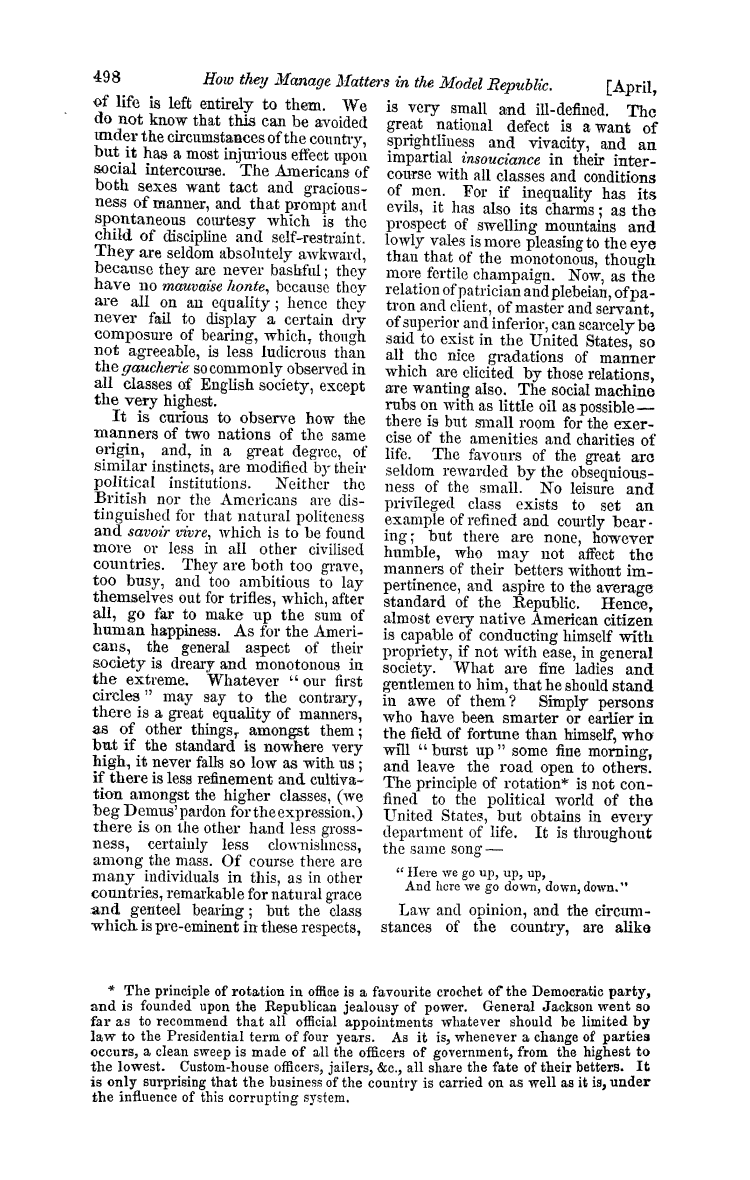 498 How they Manage Matters in the Model Republic. [April,
of life is left entirely to them. We
do not know that this can be avoided
under the circumstances of the country,
but it has a most injurious effect upon
social intercourse. The Americans of
both sexes want tact and gracious-
ness of manner, and that prompt and
spontaneous courtesy which is the
child of discipline and self-restraint.
They are seldom absolutely awkward,
because they are never bashful; they
have no mauvaise honte, because they
are all on an equality; hence they
never fail to display a certain dry
composure of bearing, which, though
not agreeable, is less ludicrous than
the gaucherie so commonly observed in
all classes of English society, except
the very highest.
It is curious to observe how the
manners of two nations of the same
origin, and, in a great degree, of
similar instincts, are modified by their
political institutions. Neither the
British nor the Americans are dis-
tinguished for that natural politeness
and savoir vivre, which is to be found
more or less in all other civilised
countries. They are both too grave,
too busy, and too ambitious to lay
themselves out for trifles, which, after
all, go far to make up the sum of
human happiness. As for the Ameri-
cans, the general aspect of their
society is dreary and monotonous in
the extreme. Whatever "our first
circles" may say to the contrary,
there is a great equality of manners,
as of other things, amongst them;
but if the standard is nowhere very
high, it never falls so low as with us;
if there is less refinement and cultiva-
tion amongst the higher classes, (we
beg Demus' pardon for the expression,)
there is on the other hand less gross-
ness, certainly less clownishness,
among the mass. Of course there are
many individuals in this, as in other
countries, remarkable for natural grace
and genteel bearing; but the class
which is pre-eminent in these respects,
is very small and ill-defined. The
great national defect is a want of
sprightliness and vivacity, and an
impartial insouciance in their inter-
course with all classes and conditions
of men. For if inequality has its
evils, it has also its charms; as the
prospect of swelling mountains and
lowly vales is more pleasing to the eye
than that of the monotonous, though
more fertile champaign. Now, as the
relation of patrician and plebeian, of pa-
tron and client, of master and servant,
of superior and inferior, can scarcely be
said to exist in the United States, so
all the nice gradations of manner
which are elicited by those relations,
are wanting also. The social machine
rubs on with as little oil as possible—
there is but small room for the exer-
cise of the amenities and charities of
life. The favours of the great are
seldom rewarded by the obsequious-
ness of the small. No leisure and
privileged class exists to set an
example of refined and courtly bear-
ing; but there are none, however
humble, who may not affect the
manners of their betters without im-
pertinence, and aspire to the average
standard of the Republic. Hence,
almost every native American citizen
is capable of conducting himself with
propriety, if not with ease, in general
society. What are fine ladies and
gentlemen to him, that he should stand
in awe of them? Simply persons
who have been smarter or earlier in
the field of fortune than himself, who
will "burst up" some fine morning,
and leave the road open to others.
The principle of rotation* is not con-
fined to the political world of the
United States, but obtains in every
department of life. It is throughout
the same song—
"Here we go up, up, up,
And here we go down, down, down."
Law and opinion, and the circum-
stances of the country, are alike
* The principle of rotation in office is a favourite crochet of the Democratic party,
and is founded upon the Republican jealousy of power. General Jackson went so
far as to recommend that all official appointments whatever should be limited by
law to the Presidential term of four years. As it is, whenever a change of parties
occurs, a clean sweep is made of all the officers of government, from the highest to
the lowest. Custom-house officers, jailers, &c., all share the fate of their betters. It
is only surprising that the business of the country is carried on as well as it is, under
the influence of this corrupting system.